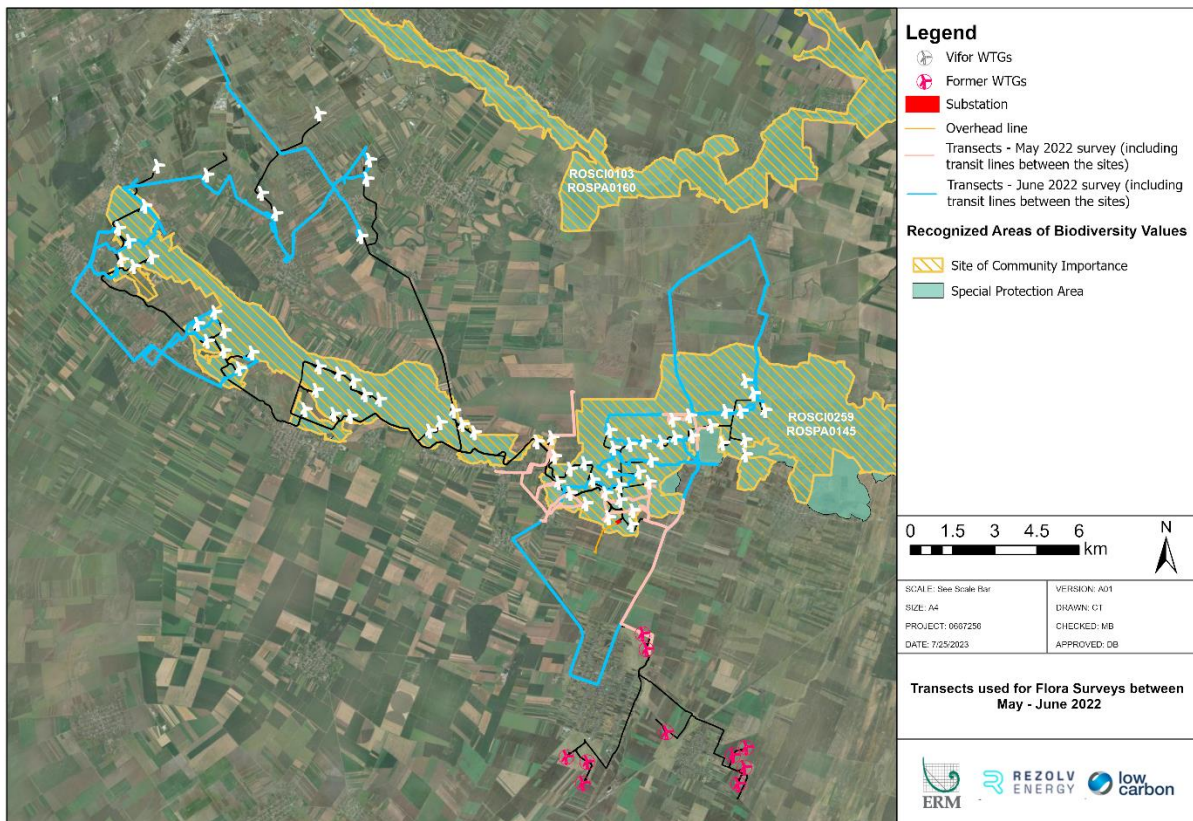 ROSCI0103
ROSPA0160
ROSCI0259
ROSPA0145
Legend
Vifor WTGs
Former WTGs
Substation
Overhead line
Transects - May 2022 survey (including
transit lines between the sites)
Transects - June 2022 survey (including
transit lines between the sites)
Recognized Areas of Biodiversity Values
Site of Community Importance
Special Protection Area
0 1.5 3 4.5 6
km
N
SCALE: See Scale Bar
VERSION: A01
SIZE: A4
DRAWN: CT
PROJECT: 0667256
CHECKED: MB
DATE: 7/25/2023
APPROVED: DB
Transects used for Flora Surveys between
May - June 2022
ERM
REZOLV
ENERGY
low
carbon